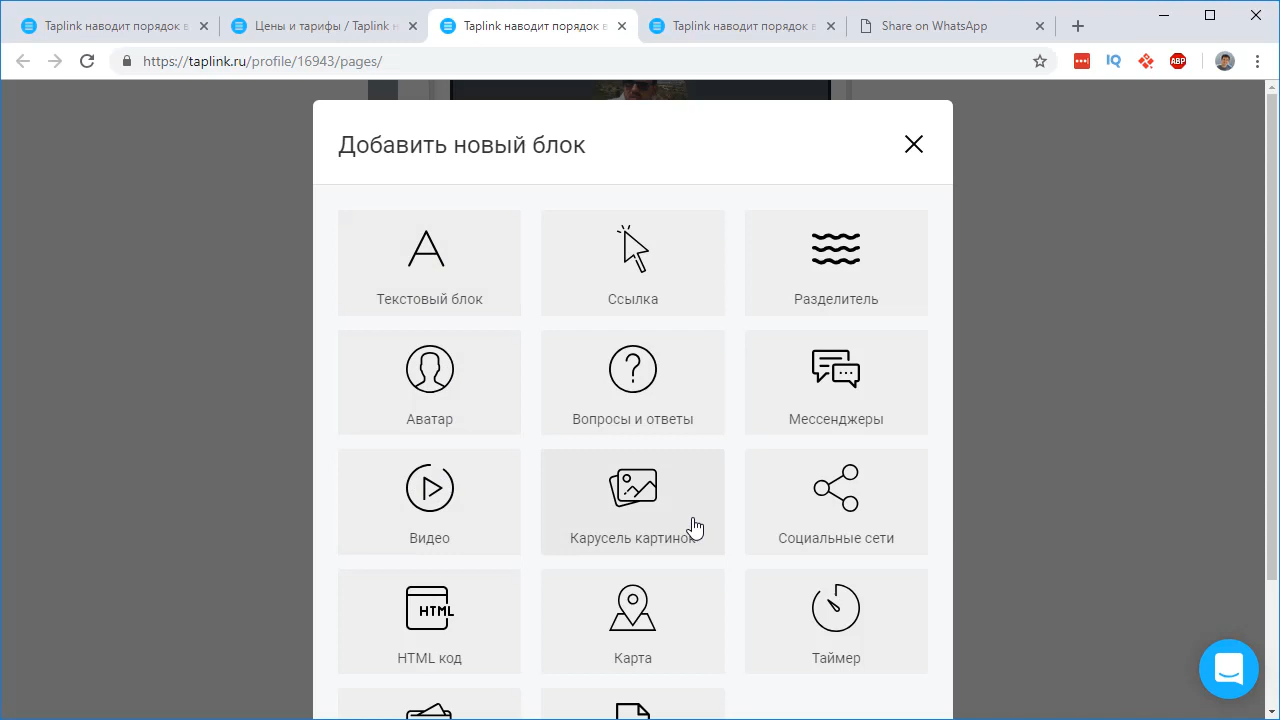 Taplink наводит порядок в
Цены и тарифы / Taplink н
Taplink наводит порядок в
Taplink наводит порядок в
Share on WhatsApp
https://taplink.ru/profile/16943/pages/
IQ
ABP
Добавить новый блок
Текстовый блок
Ссылка
Разделитель
Аватар
Вопросы и ответы
Мессенджеры
Видео
Карусель картинок
Социальные сети
HTML
HTML код
Карта
Таймер